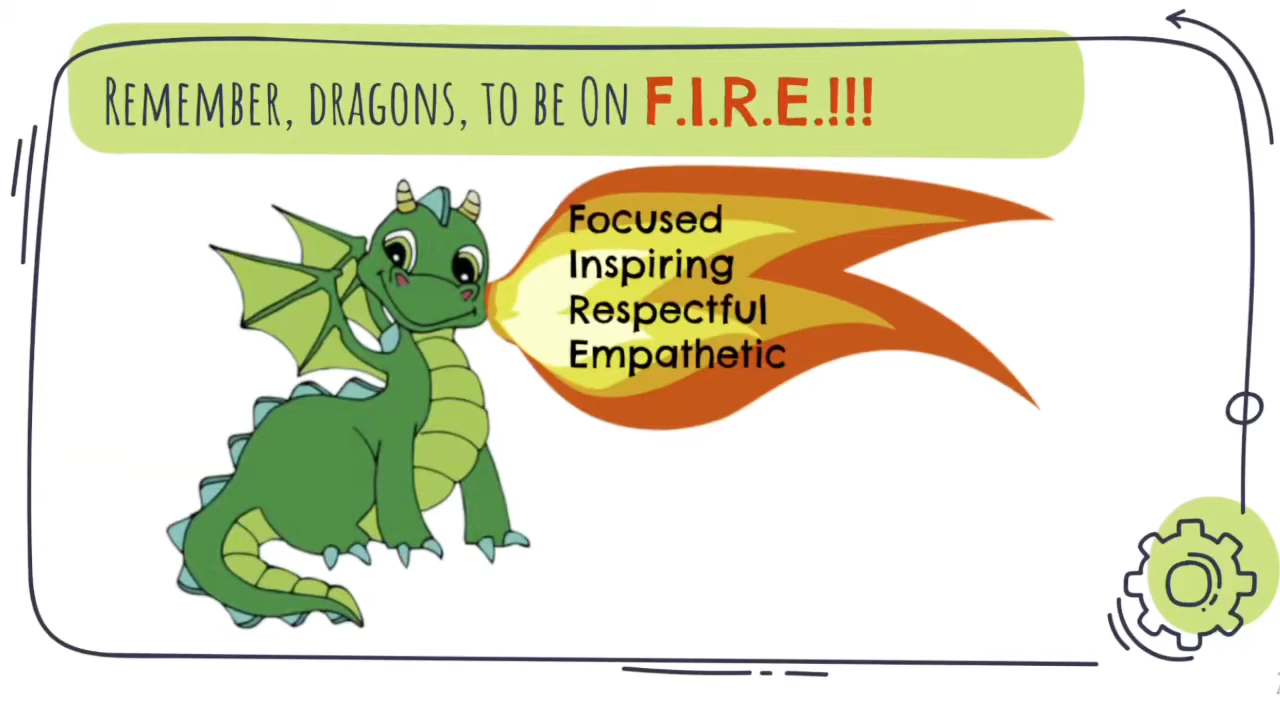 Remember, dragons, to be On F.I.R.E.!!!
Focused
Inspiring
Respectful
Empathetic